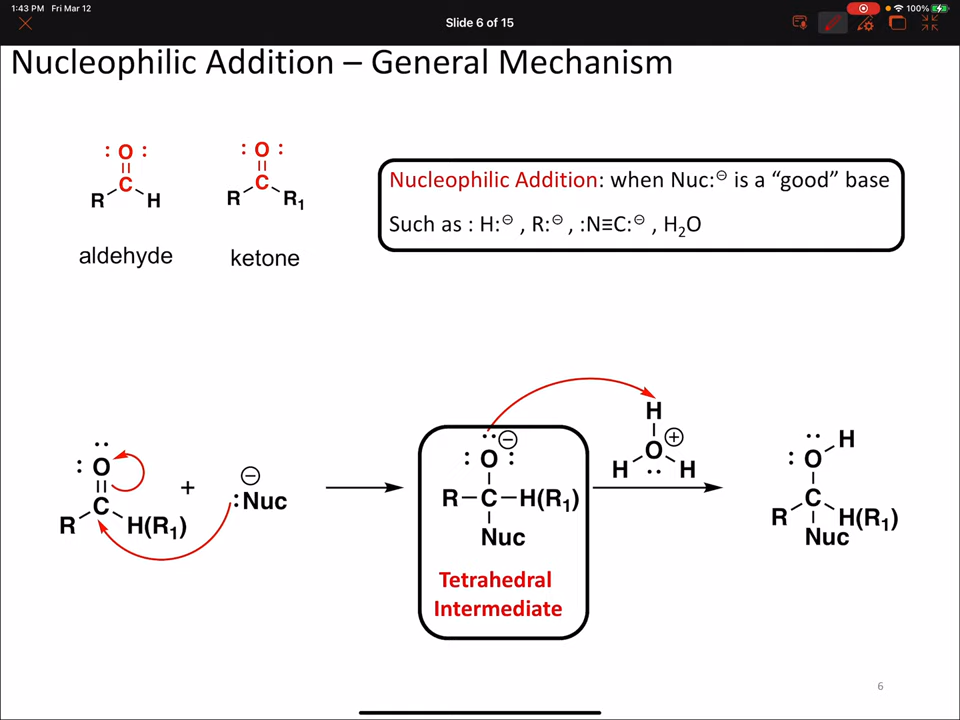 1:43 PM Fri Mar 12
100%
Slide 6 of 15
Nucleophilic Addition – General Mechanism
: O :
C
R H
aldehyde
: O :
C
R R₁
ketone
Nucleophilic Addition: when Nuc:⊖ is a “good” base
Such as : H:⊖ , R:⊖ , :N≡C:⊖ , H₂O
: O
C
R H(R₁)
+
⊖
:Nuc
⊖
: O :
R–C–H(R₁)
Nuc
Tetrahedral
Intermediate
H
⊕
O
H H
H
: O
C
R H(R₁)
Nuc
6